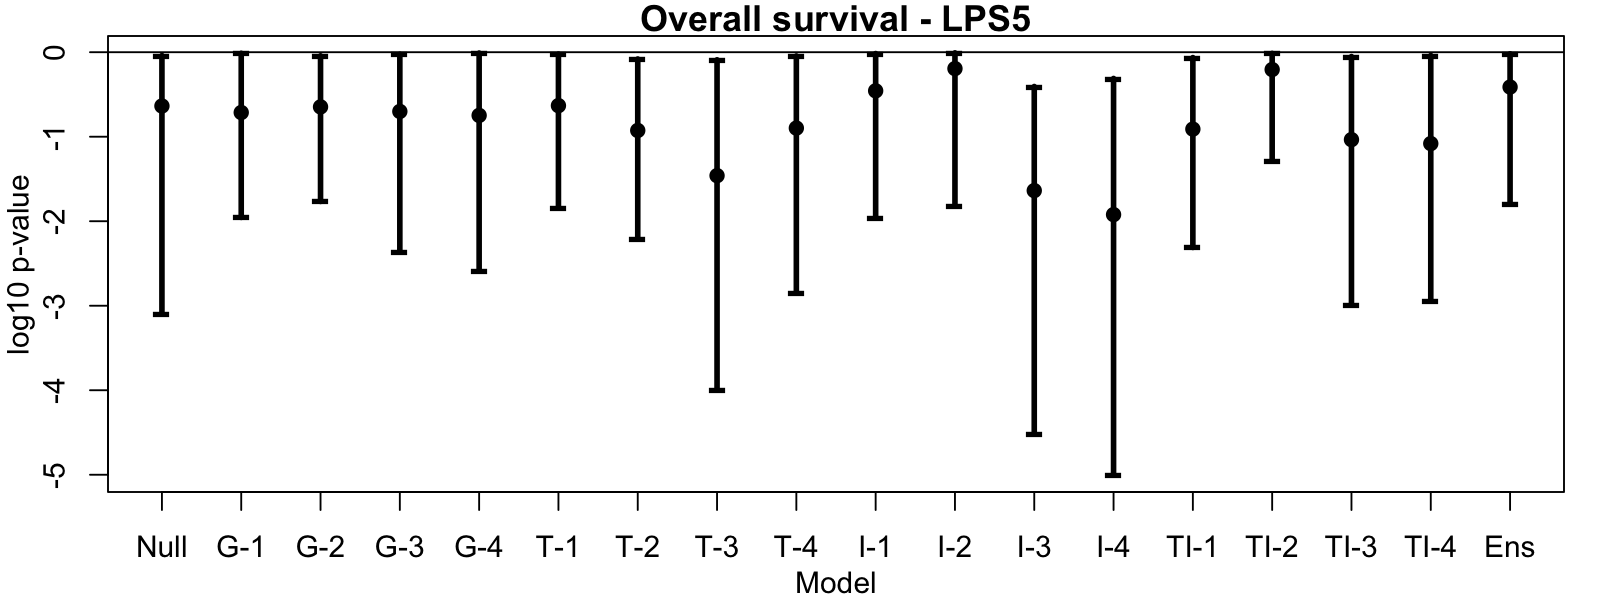 Overall survival - LPS5
log10 p-value
0
-1
-2
-3
-4
-5
Null G-1 G-2 G-3 G-4 T-1 T-2 T-3 T-4 I-1 I-2 I-3 I-4 TI-1 TI-2 TI-3 TI-4 Ens
Model